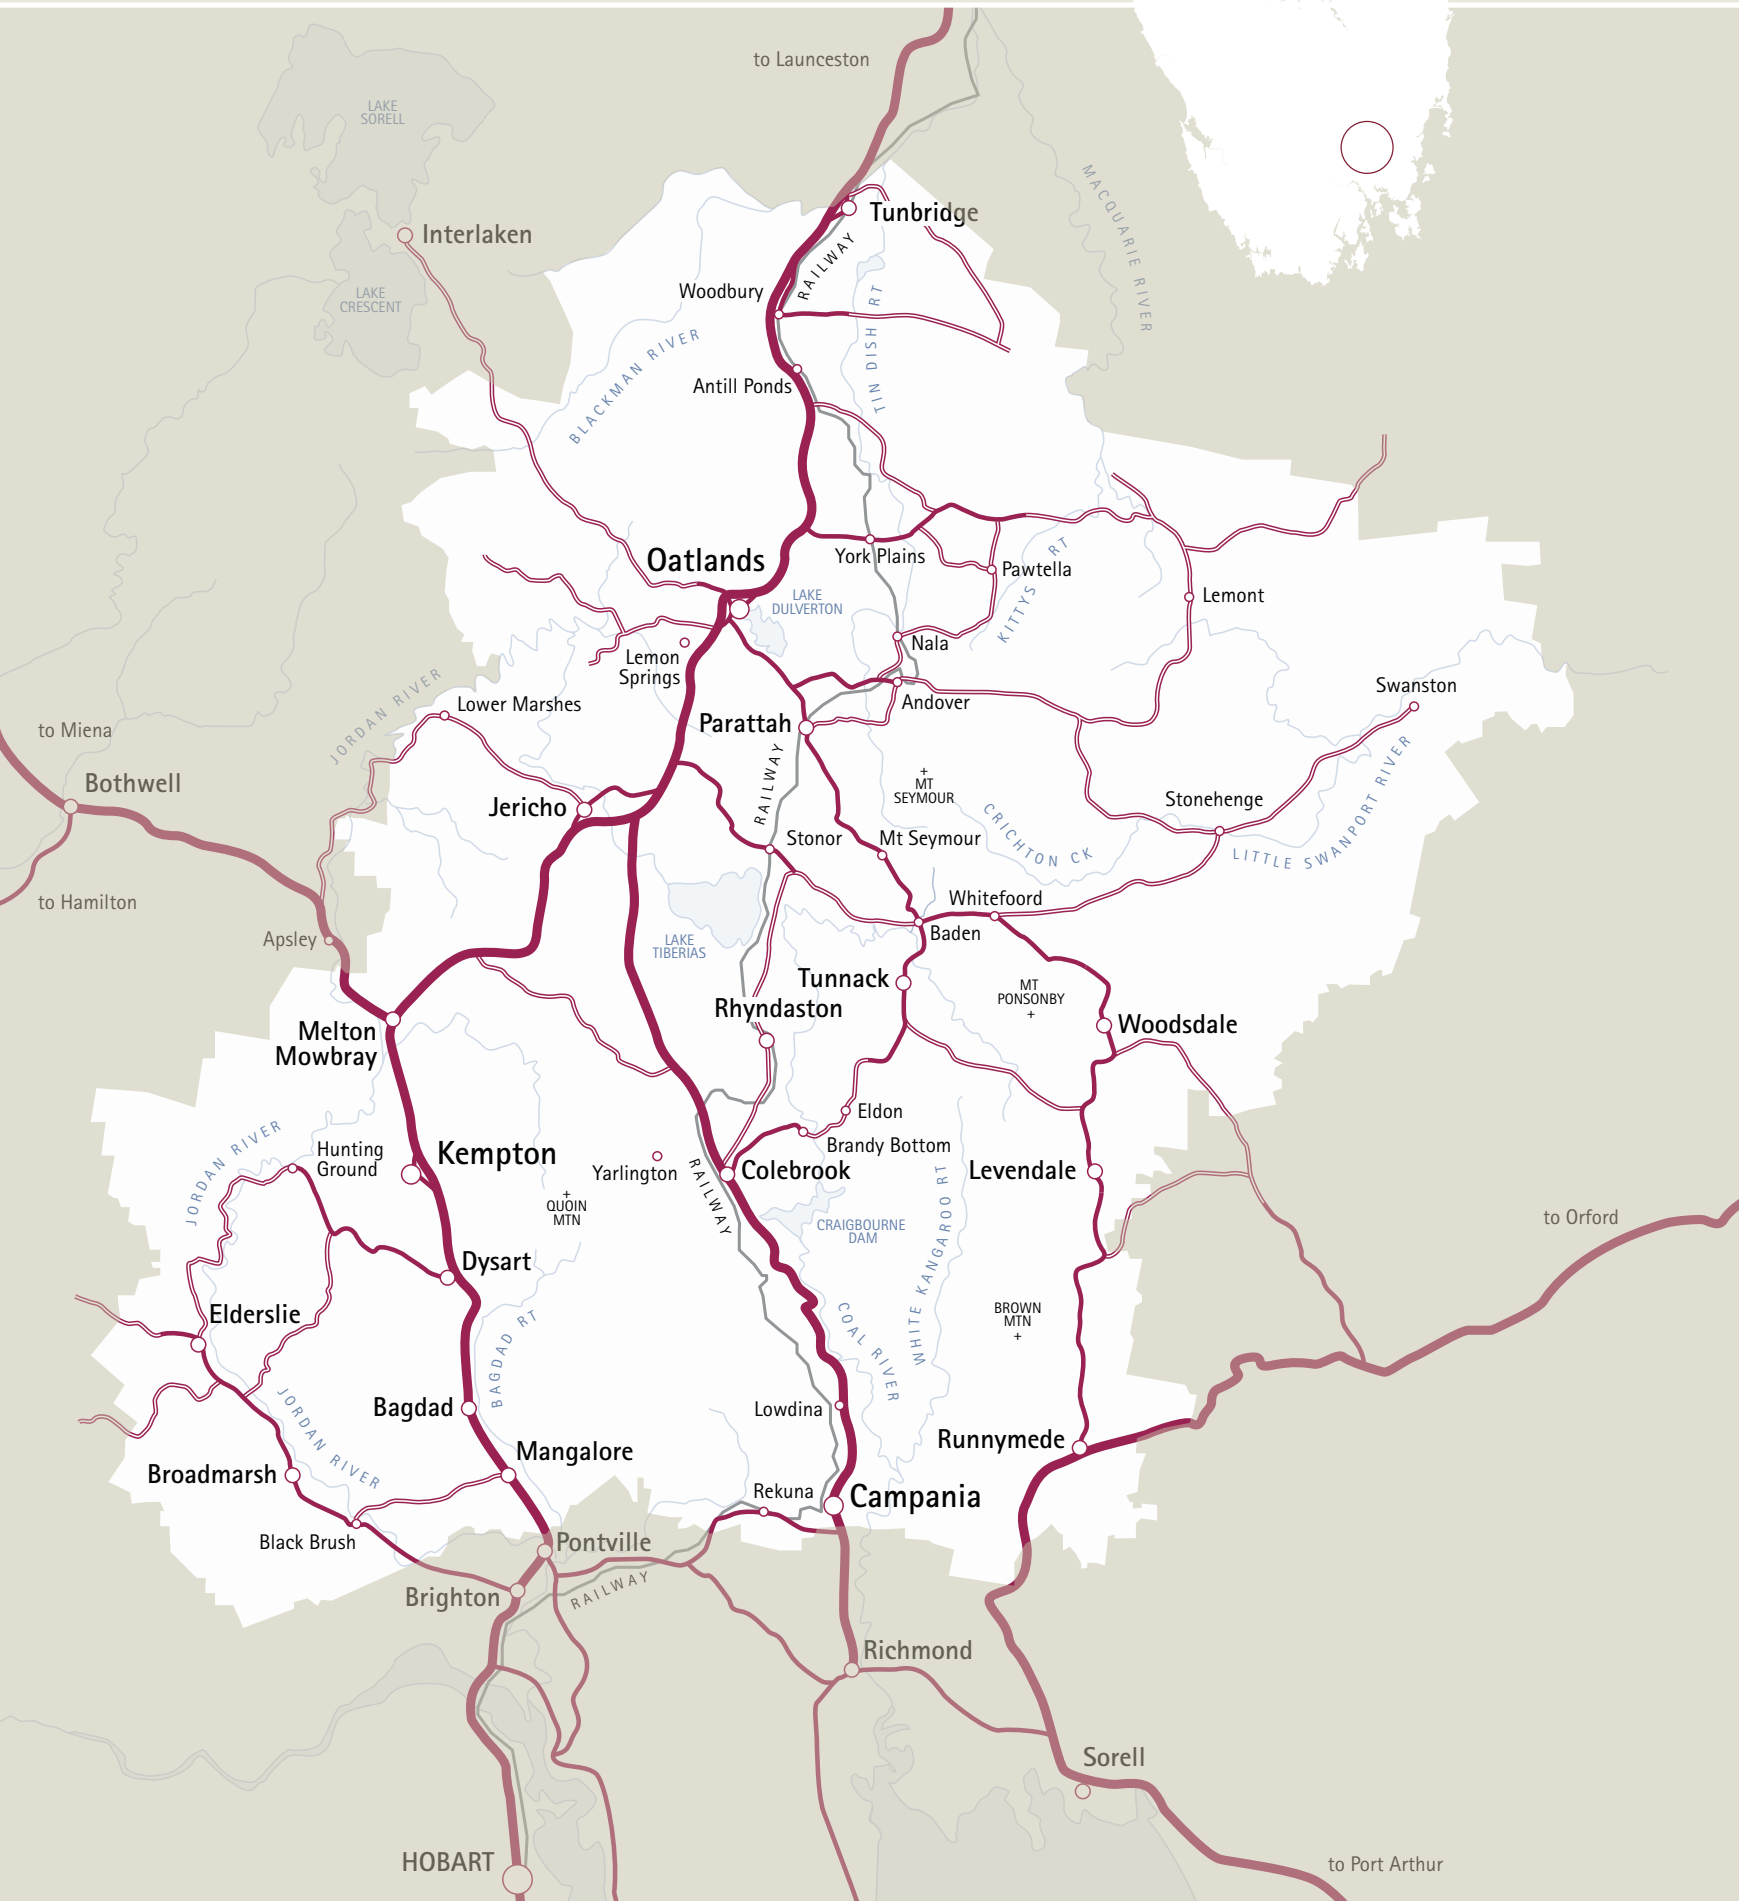 to Launceston
LAKE
SORELL
MACQUARIE RIVER
Tunbridge
Interlaken
RAILWAY
LAKE
CRESCENT
Woodbury
TIN DISH RT
BLACKMAN RIVER
Antill Ponds
Oatlands
York Plains
KITTYS RT
Pawtella
LAKE
DULVERTON
Lemont
Nala
Lemon
Springs
JORDAN RIVER
Lower Marshes
Andover
Swanston
to Miena
Parattah
Bothwell
RAILWAY
MT
SEYMOUR
Jericho
Stonehenge
CRICHTON CK
LITTLE SWANPORT RIVER
Stonor
Mt Seymour
to Hamilton
Whitefoord
Apsley
LAKE
TIBERIAS
Baden
Tunnack
MT
PONSONBY
Rhyndaston
Woodsdale
Melton
Mowbray
Eldon
JORDAN RIVER
Hunting
Ground
Kempton
Brandy Bottom
Yarlington
RAILWAY
Colebrook
Levendale
QUOIN
MTN
CRAIGBOURNE
DAM
WHITE KANGAROO RT
to Orford
Dysart
Elderslie
BAGDAD RT
COAL RIVER
BROWN
MTN
JORDAN RIVER
Bagdad
Lowdina
Runnymede
Mangalore
Broadmarsh
Rekuna
Campania
Black Brush
Pontville
Brighton
RAILWAY
Richmond
Sorell
HOBART
to Port Arthur